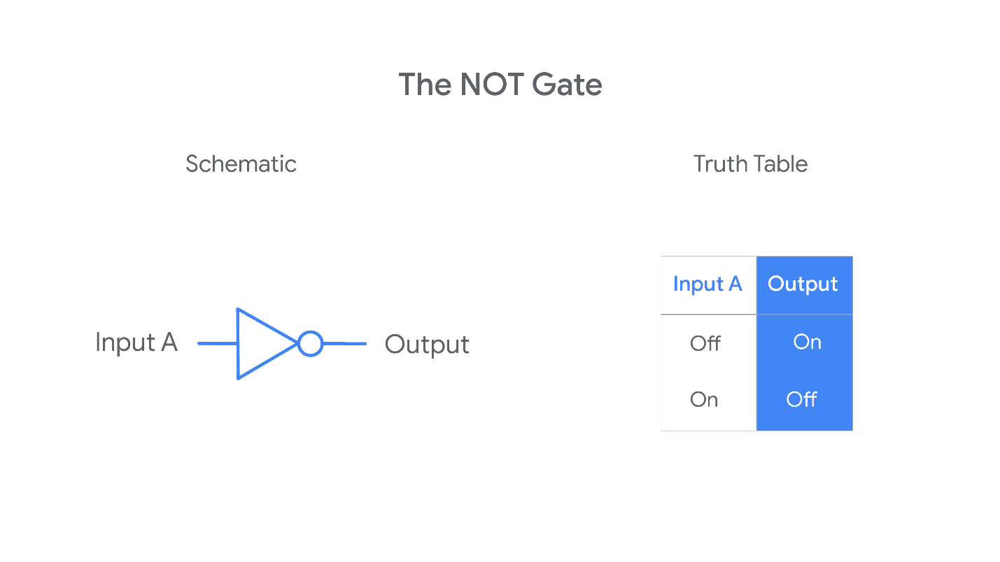 The NOT Gate
Schematic
Truth Table
Input A
Output
Input A Output
Off On
On Off